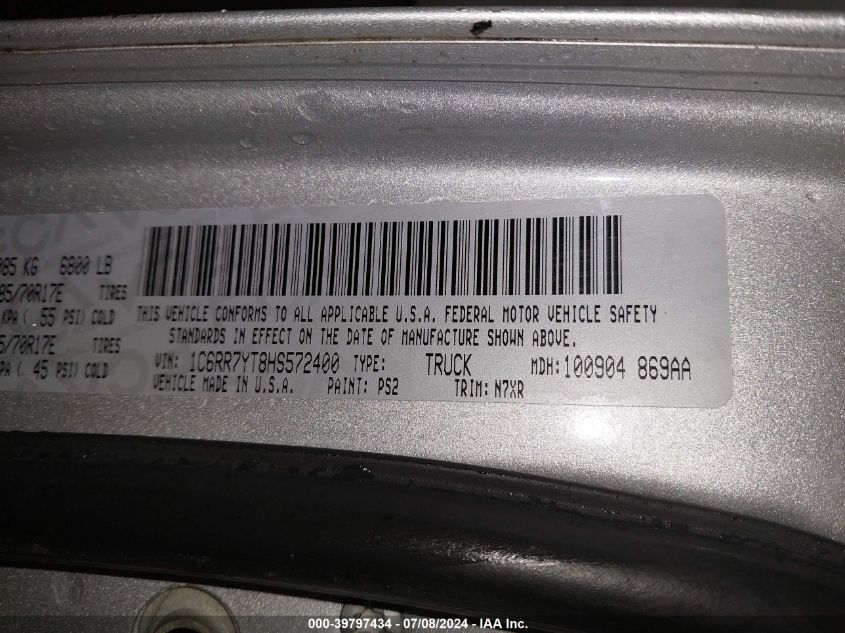 085 KG 6800 LB
85/70R17E TIRES
KPA ( 55 PSI) COLD
5/70R17E TIRES
PA ( 45 PSI) COLD
THIS VEHICLE CONFORMS TO ALL APPLICABLE U.S.A. FEDERAL MOTOR VEHICLE SAFETY
STANDARDS IN EFFECT ON THE DATE OF MANUFACTURE SHOWN ABOVE.
VIN: 1C6RR7YT8HS572400 TYPE: TRUCK MDH: 100904 869AA
VEHICLE MADE IN U.S.A. PAINT: PS2 TRIM: N7XR
000-39797434 - 07/08/2024 - IAA Inc.